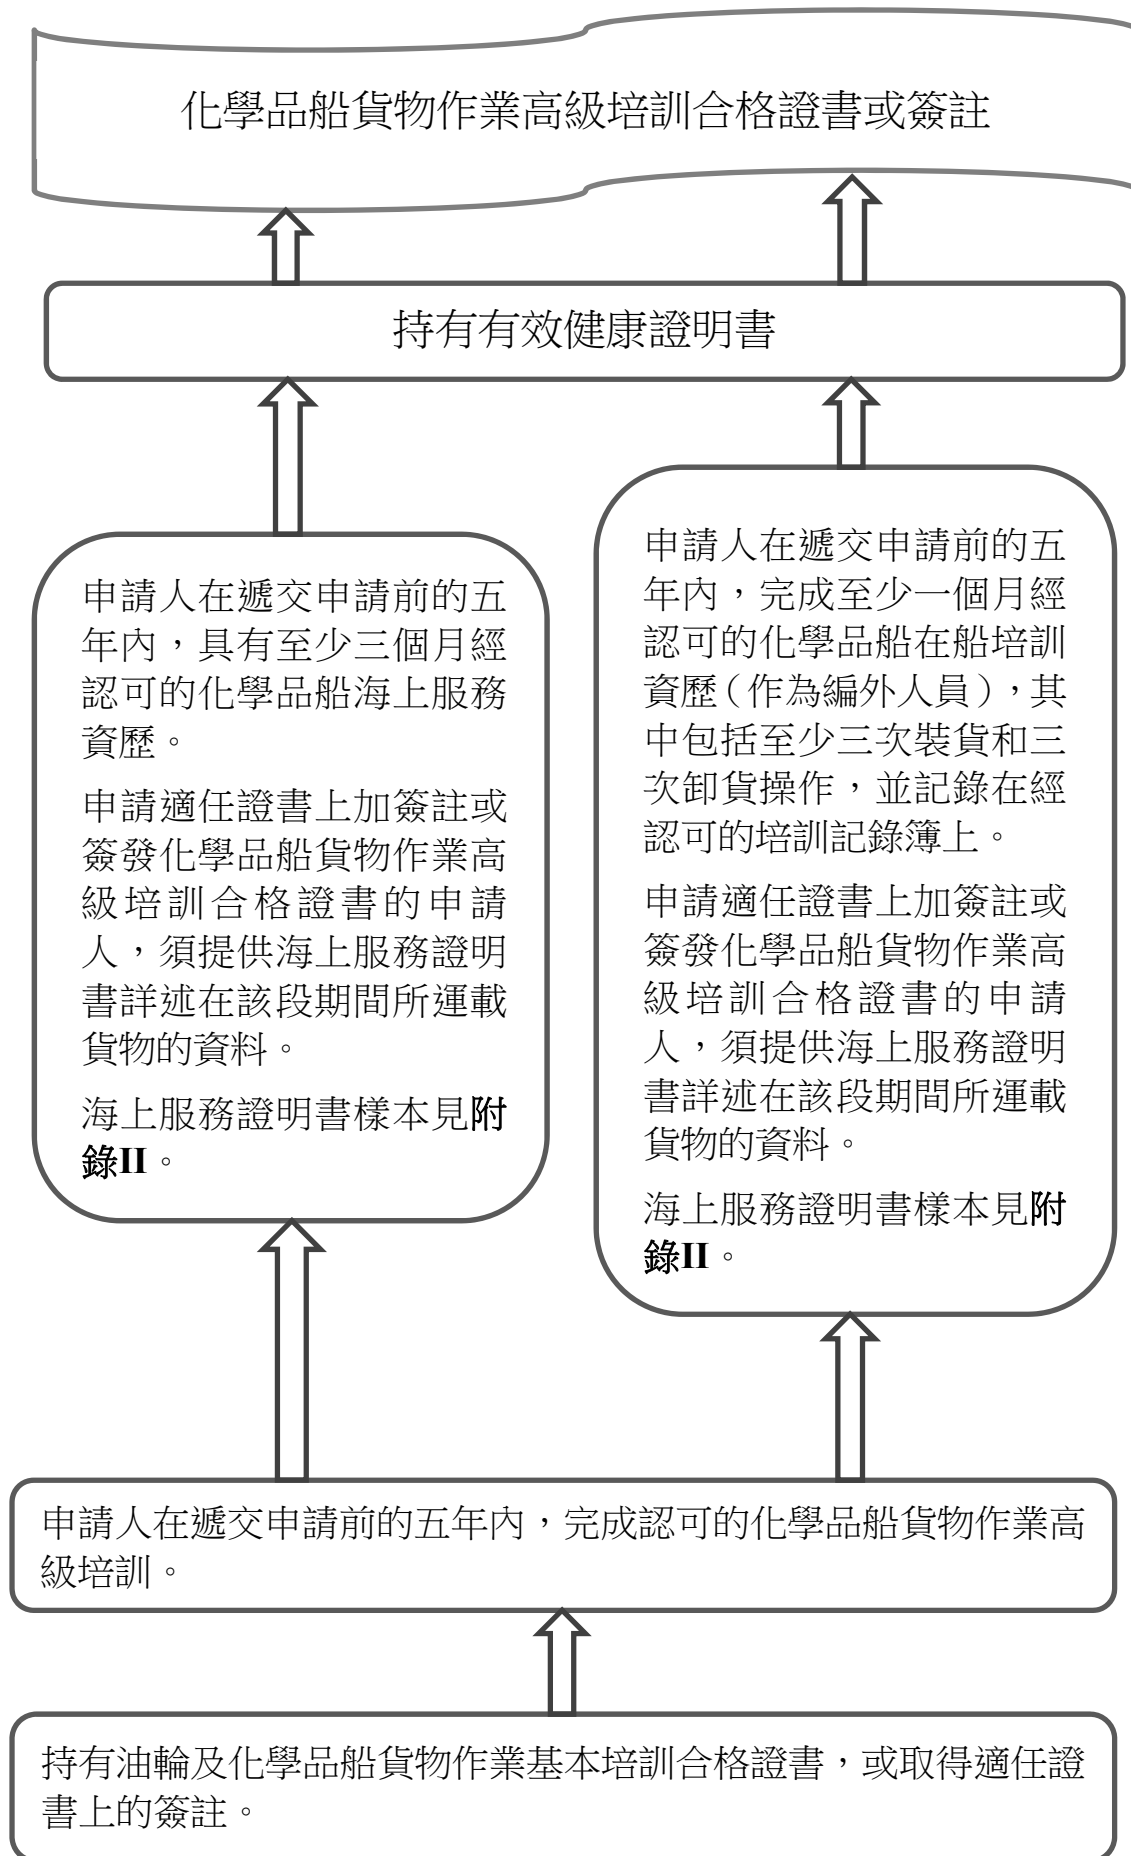 化學品船貨物作業高級培訓合格證書或簽註
持有有效健康證明書
申請人在遞交申請前的五
年內，具有至少三個月經
認可的化學品船海上服務
資歷。
申請適任證書上加簽註或
簽發化學品船貨物作業高
級培訓合格證書的申請
人，須提供海上服務證明
書詳述在該段期間所運載
貨物的資料。
海上服務證明書樣本見附
錄II。
申請人在遞交申請前的五
年內，完成至少一個月經
認可的化學品船在船培訓
資歷（作為編外人員），其
中包括至少三次裝貨和三
次卸貨操作，並記錄在經
認可的培訓記錄簿上。
申請適任證書上加簽註或
簽發化學品船貨物作業高
級培訓合格證書的申請
人，須提供海上服務證明
書詳述在該段期間所運載
貨物的資料。
海上服務證明書樣本見附
錄II。
申請人在遞交申請前的五年內，完成認可的化學品船貨物作業高
級培訓。
持有油輪及化學品船貨物作業基本培訓合格證書，或取得適任證
書上的簽註。